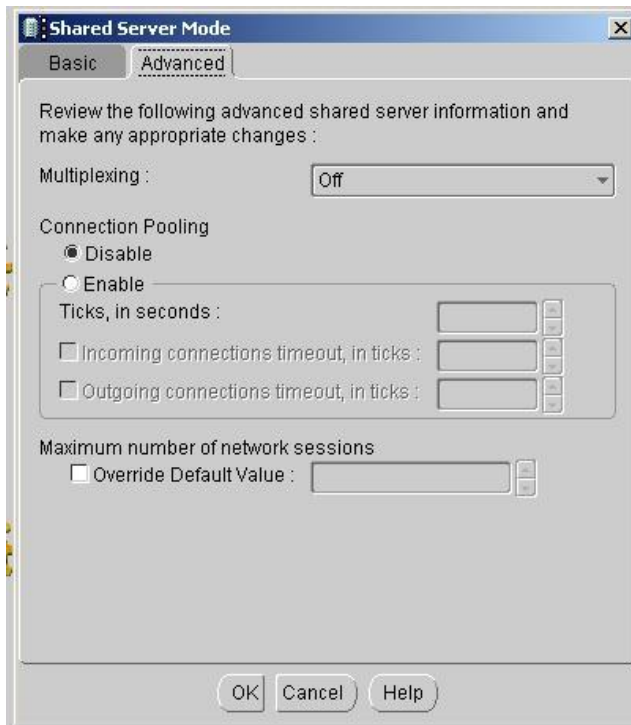 Shared Server Mode
Basic
Advanced
Review the following advanced shared server information and
make any appropriate changes :
Multiplexing :
Off
Connection Pooling
Disable
Enable
Ticks, in seconds :
Incoming connections timeout, in ticks :
Outgoing connections timeout, in ticks :
Maximum number of network sessions
Override Default Value :
OK
Cancel
Help